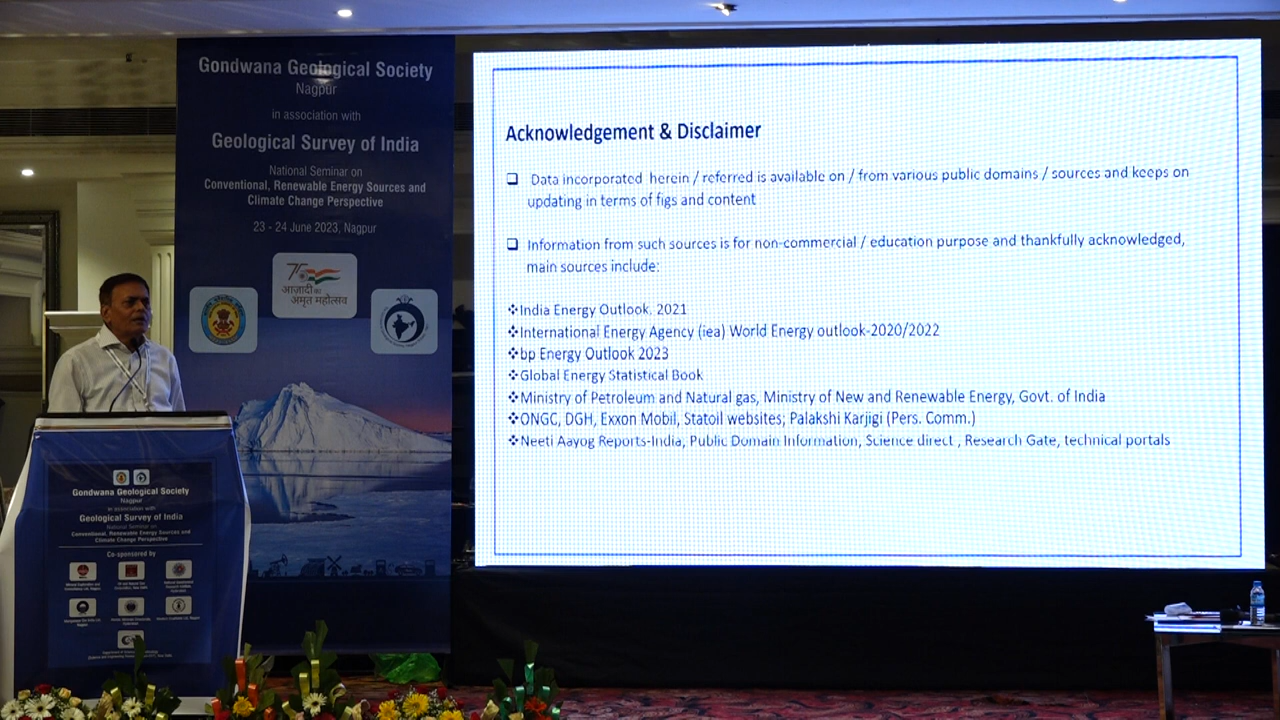 Gondwana Geological Society
Nagpur
in association with
Geological Survey of India
National Seminar on
Conventional, Renewable Energy Sources and
Climate Change Perspective
23 - 24 June 2023, Nagpur
75
आज़ादी का
अमृत महोत्सव
Acknowledgement & Disclaimer
Data incorporated herein / referred is available on / from various public domains / sources and keeps on
updating in terms of figs and content
Information from such sources is for non-commercial / education purpose and thankfully acknowledged,
main sources include:
India Energy Outlook. 2021
International Energy Agency (iea) World Energy outlook-2020/2022
bp Energy Outlook 2023
Global Energy Statistical Book
Ministry of Petroleum and Natural gas, Ministry of New and Renewable Energy, Govt. of India
ONGC, DGH, Exxon Mobil, Statoil websites; Palakshi Karjigi (Pers. Comm.)
Neeti Aayog Reports-India, Public Domain Information, Science direct , Research Gate, technical portals
Gondwana Geological Society
Nagpur
in association with
Geological Survey of India
National Seminar on
Conventional, Renewable Energy Sources and
Climate Change Perspective
Co-sponsored by